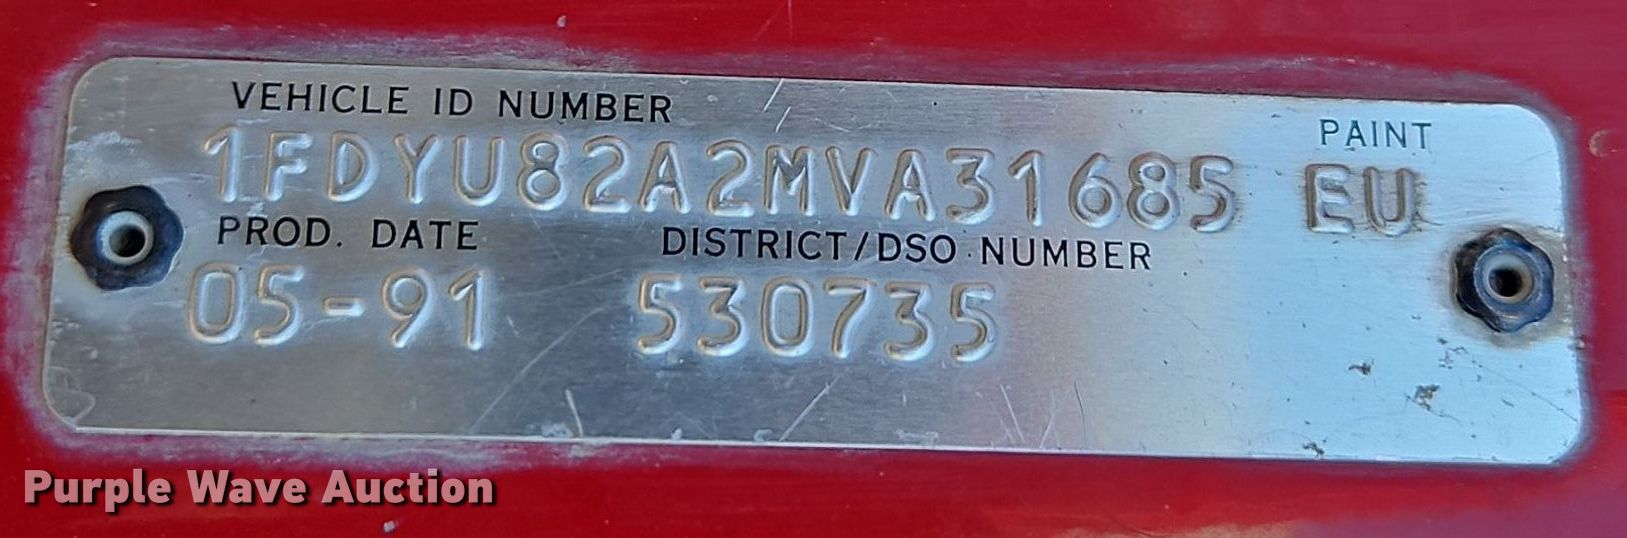 VEHICLE ID NUMBER
PAINT
1FDYU82A2MVA31685 EU
PROD. DATE DISTRICT/DSO NUMBER
05-91 530735
Purple Wave Auction